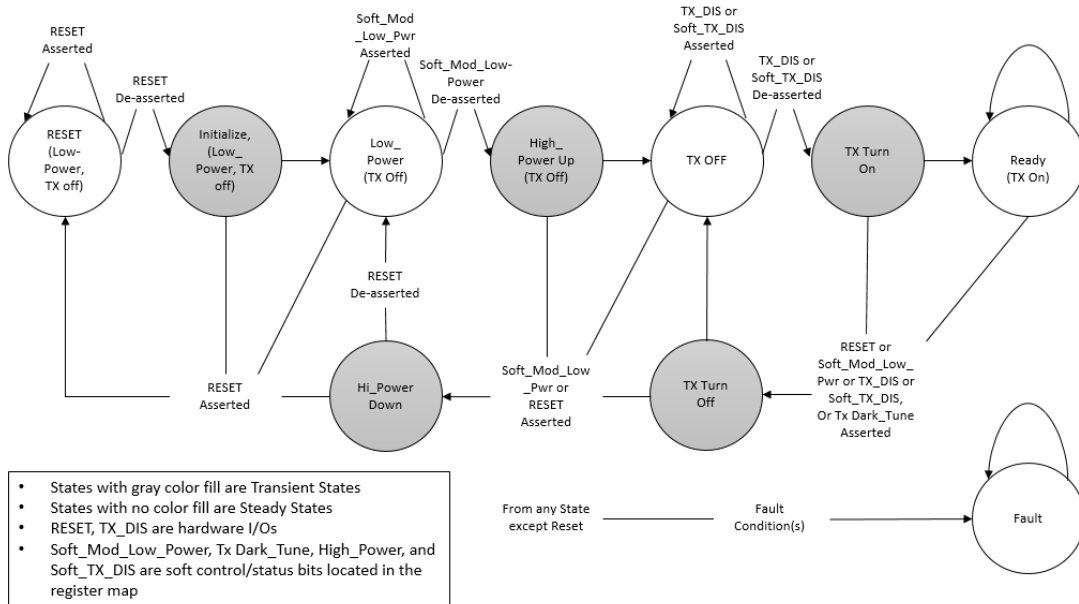 RESET
Asserted
RESET
De-asserted
Soft_Mod
_Low_Pwr
Asserted
Soft_Mod_Low-
Power
De-asserted
TX_DIS or
Soft_TX_DIS
Asserted
TX_DIS or
Soft_TX_DIS
De-asserted
RESET
(Low-
Power,
TX off)
Initialize,
(Low_
Power, TX
off)
Low_
Power
(TX Off)
High_
Power Up
(TX Off)
TX OFF
TX Turn
On
Ready
(TX On)
RESET
De-asserted
RESET
Asserted
Hi_Power
Down
Soft_Mod_Low
_Pwr or
RESET
Asserted
TX Turn
Off
RESET or
Soft_Mod_Low_
Pwr or TX_DIS or
Soft_TX_DIS,
Or Tx Dark_Tune
Asserted
• States with gray color fill are Transient States
• States with no color fill are Steady States
• RESET, TX_DIS are hardware I/Os
• Soft_Mod_Low_Power, Tx Dark_Tune, High_Power, and
Soft_TX_DIS are soft control/status bits located in the
register map
From any State
except Reset
Fault
Condition(s)
Fault